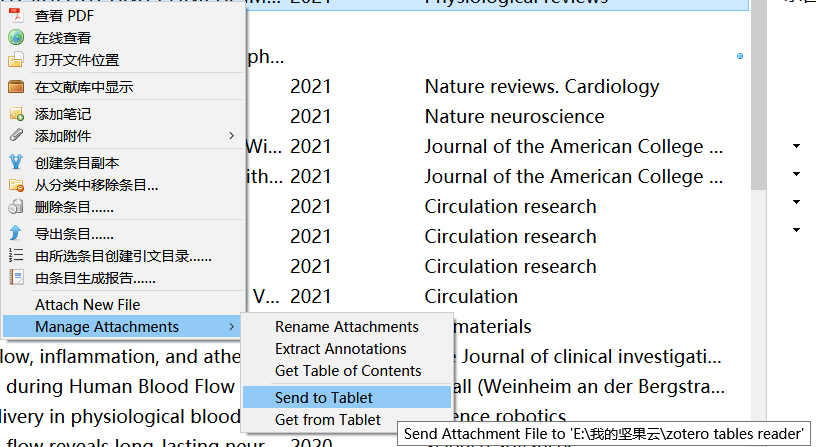 Physiological reviews
查看 PDF
在线查看
打开文件位置
ph...
在文献库中显示
2021 Nature reviews. Cardiology
添加笔记
2021 Nature neuroscience
添加附件
Wi... 2021 Journal of the American College ...
创建条目副本
ith... 2021 Journal of the American College ...
从分类中移除条目...
删除条目......
2021 Circulation research
导出条目......
2021 Circulation research
由所选条目创建引文目录......
2021 Circulation research
由条目生成报告......
V... 2021 Circulation
Attach New File
Manage Attachments
Rename Attachments
materials
Extract Annotations
low, inflammation, and athe
Journal of clinical investigati...
Get Table of Contents
during Human Blood Flow
all (Weinheim an der Bergstra...
Send to Tablet
livery in physiological blood
ence robotics
Get from Tablet
Send Attachment File to 'E:\我的坚果云\zotero tables reader'
flow reveals long-lasting neur... 2020